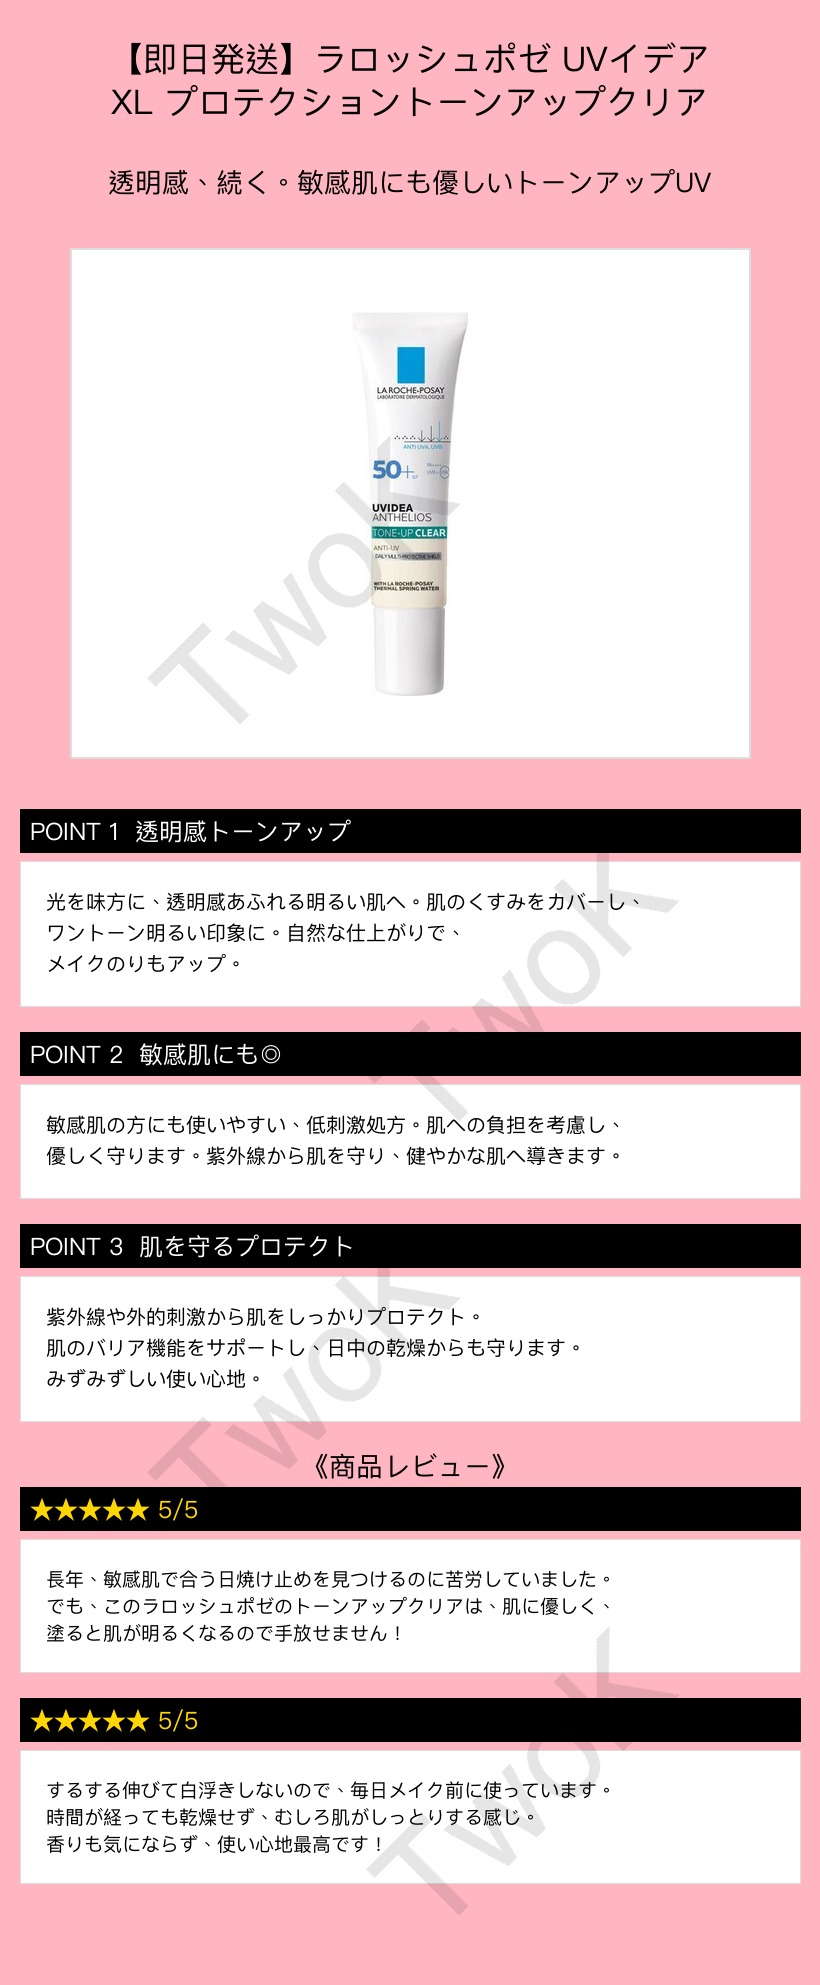 【即日発送】ラロッシュポゼ UVイデア
XL プロテクショントーンアップクリア
透明感、続く。敏感肌にも優しいトーンアップUV
LA ROCHE-POSAY
LABORATOIRE DERMATOLOGIQUE
ANTI UVA, UVB
50+
UVIDEA
ANTHELIOS
TONE-UP CLEAR
ANTI-UV
DAILY MULTI-PROTECTIVE SHIELD
WITH LA ROCHE-POSAY
THERMAL SPRING WATER
TwoK
POINT 1 透明感トーンアップ
光を味方に、透明感あふれる明るい肌へ。肌のくすみをカバーし、
ワントーン明るい印象に。自然な仕上がりで、
メイクのりもアップ。
TwoK
POINT 2 敏感肌にも◎
敏感肌の方にも使いやすい、低刺激処方。肌への負担を考慮し、
優しく守ります。紫外線から肌を守り、健やかな肌へ導きます。
POINT 3 肌を守るプロテクト
紫外線や外的刺激から肌をしっかりプロテクト。
肌のバリア機能をサポートし、日中の乾燥からも守ります。
みずみずしい使い心地。
TwoK
《商品レビュー》
★★★★★ 5/5
長年、敏感肌で合う日焼け止めを見つけるのに苦労していました。
でも、このラロッシュポゼのトーンアップクリアは、肌に優しく、
塗ると肌が明るくなるので手放せません！
★★★★★ 5/5
するする伸びて白浮きしないので、毎日メイク前に使っています。
時間が経っても乾燥せず、むしろ肌がしっとりする感じ。
香りも気にならず、使い心地最高です！
TwoK